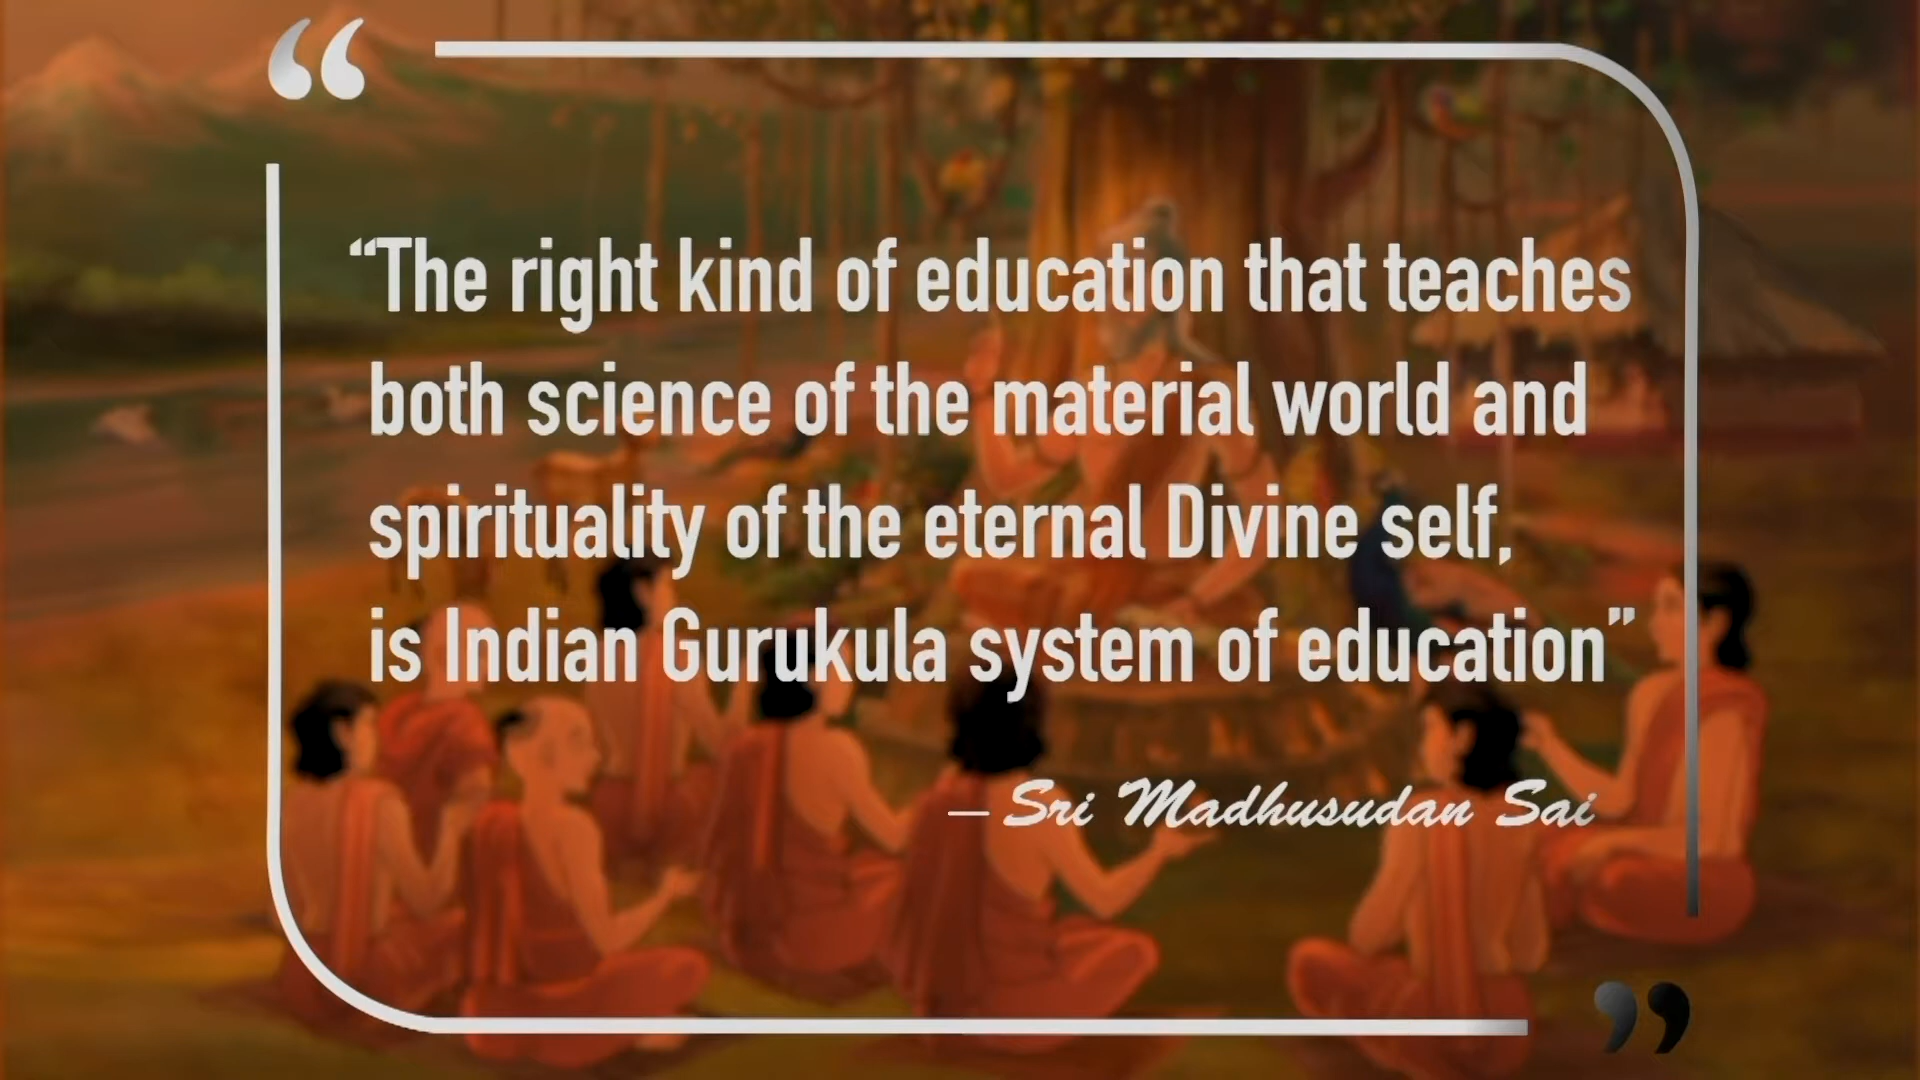 “The right kind of education that teaches
both science of the material world and
spirituality of the eternal Divine self,
is Indian Gurukula system of education”
— Sri Madhusudan Sai